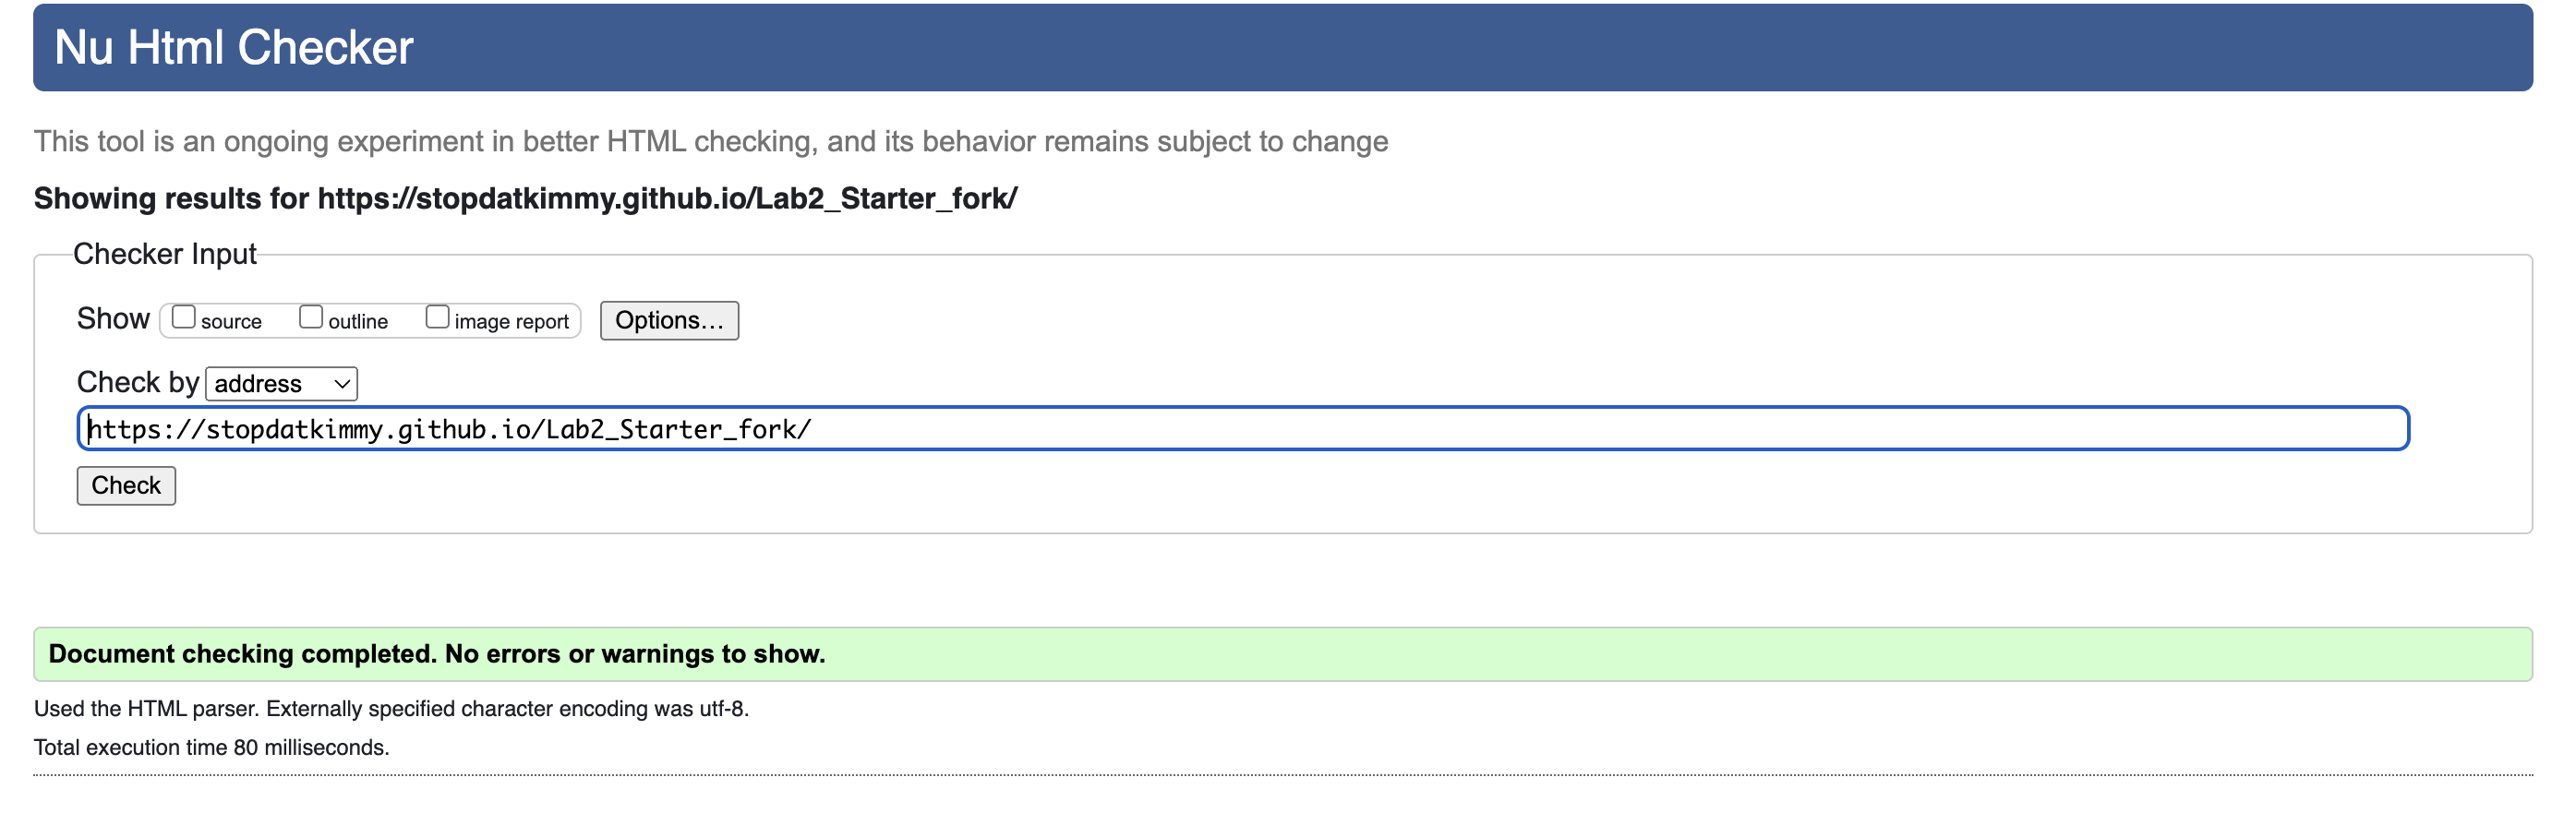 Nu Html Checker
This tool is an ongoing experiment in better HTML checking, and its behavior remains subject to change
Showing results for https://stopdatkimmy.github.io/Lab2_Starter_fork/
Checker Input
Show source outline image report Options...
Check by address
https://stopdatkimmy.github.io/Lab2_Starter_fork/
Check
Document checking completed. No errors or warnings to show.
Used the HTML parser. Externally specified character encoding was utf-8.
Total execution time 80 milliseconds.